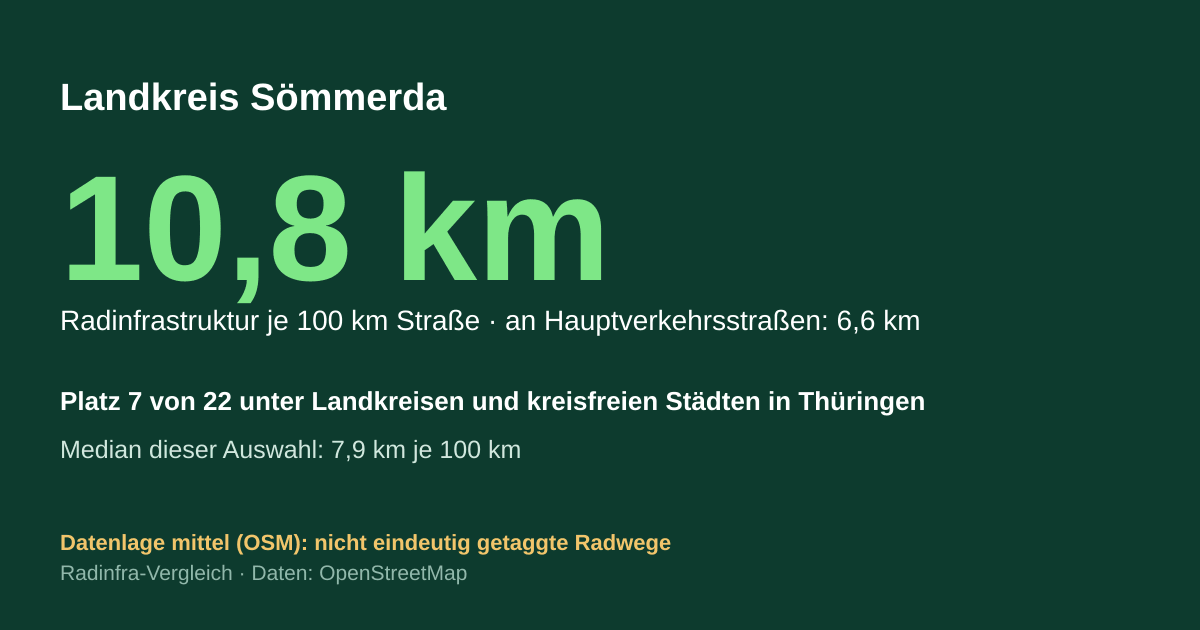 Landkreis Sömmerda
10,8 km
Radinfrastruktur je 100 km Straße · an Hauptverkehrsstraßen: 6,6 km
Platz 7 von 22 unter Landkreisen und kreisfreien Städten in Thüringen
Median dieser Auswahl: 7,9 km je 100 km
Datenlage mittel (OSM): nicht eindeutig getaggte Radwege
Radinfra-Vergleich · Daten: OpenStreetMap